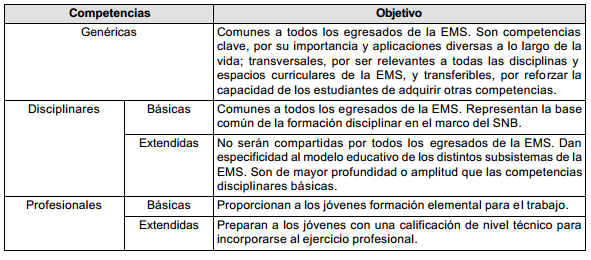 Competencias Objetivo
Genéricas Comunes a todos los egresados de la EMS. Son competencias
clave, por su importancia y aplicaciones diversas a lo largo de la
vida; transversales, por ser relevantes a todas las disciplinas y
espacios curriculares de la EMS, y transferibles, por reforzar la
capacidad de los estudiantes de adquirir otras competencias.
Disciplinares Básicas Comunes a todos los egresados de la EMS. Representan la base
común de la formación disciplinar en el marco del SNB.
Extendidas No serán compartidas por todos los egresados de la EMS. Dan
especificidad al modelo educativo de los distintos subsistemas de la
EMS. Son de mayor profundidad o amplitud que las competencias
disciplinares básicas.
Profesionales Básicas Proporcionan a los jóvenes formación elemental para el trabajo.
Extendidas Preparan a los jóvenes con una calificación de nivel técnico para
incorporarse al ejercicio profesional.